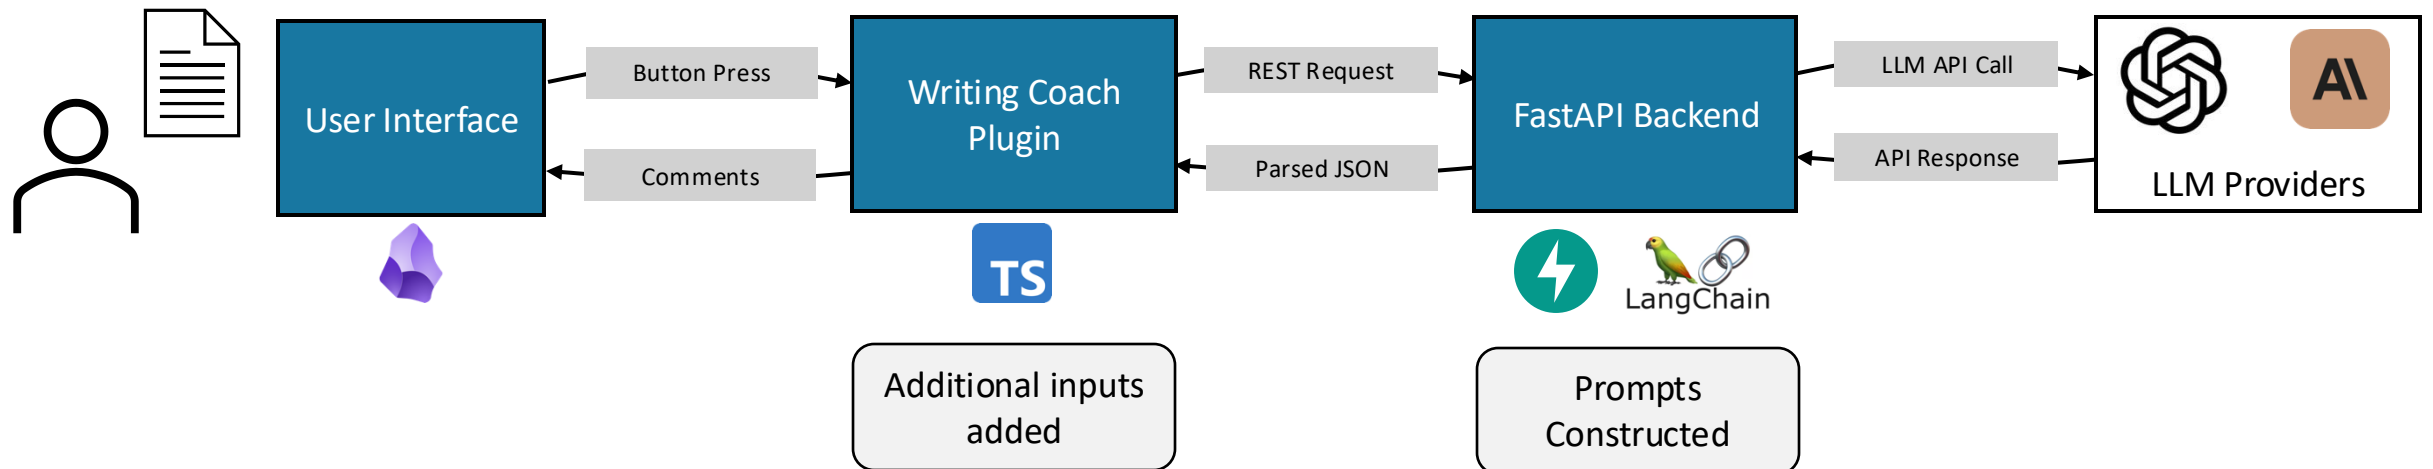 User Interface
Button Press
Comments
Writing Coach
Plugin
TS
Additional inputs
added
REST Request
Parsed JSON
FastAPI Backend
LangChain
Prompts
Constructed
LLM API Call
API Response
AI
LLM Providers